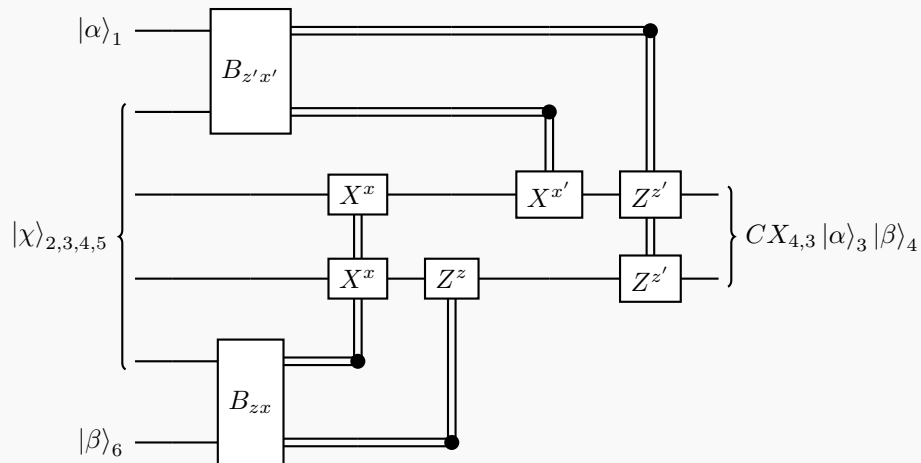 |α⟩₁
B_{z'x'}
X^x X^{x'} Z^{z'}
|χ⟩_{2,3,4,5} CX_{4,3} |α⟩₃ |β⟩₄
X^x Z^z Z^{z'}
B_{zx}
|β⟩₆